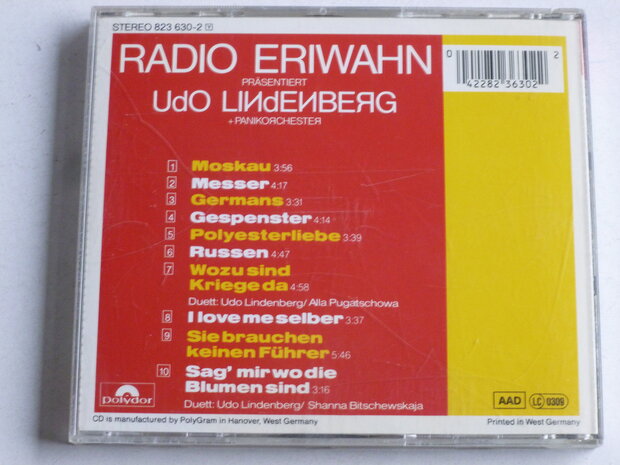 STEREO 823 630-2 Y
RADIO ERIWAHN
PRÄSENTIERT
UdO LINdENBERG
+ PANIKORCHESTER
0 42282 36302 2
1 Moskau 3:56
2 Messer 4:17
3 Germans 3:31
4 Gespenster 4:14
5 Polyesterliebe 3:39
6 Russen 4:47
7 Wozu sind
Kriege da 4:58
Duett: Udo Lindenberg/ Alla Pugatschowa
8 I love me selber 3:37
9 Sie brauchen
keinen Führer 5:46
10 Sag' mir wo die
Blumen sind 3:16
Duett: Udo Lindenberg/ Shanna Bitschewskaja
polydor
AAD LC 0309
CD is manufactured by PolyGram in Hanover, West Germany
Printed in West Germany